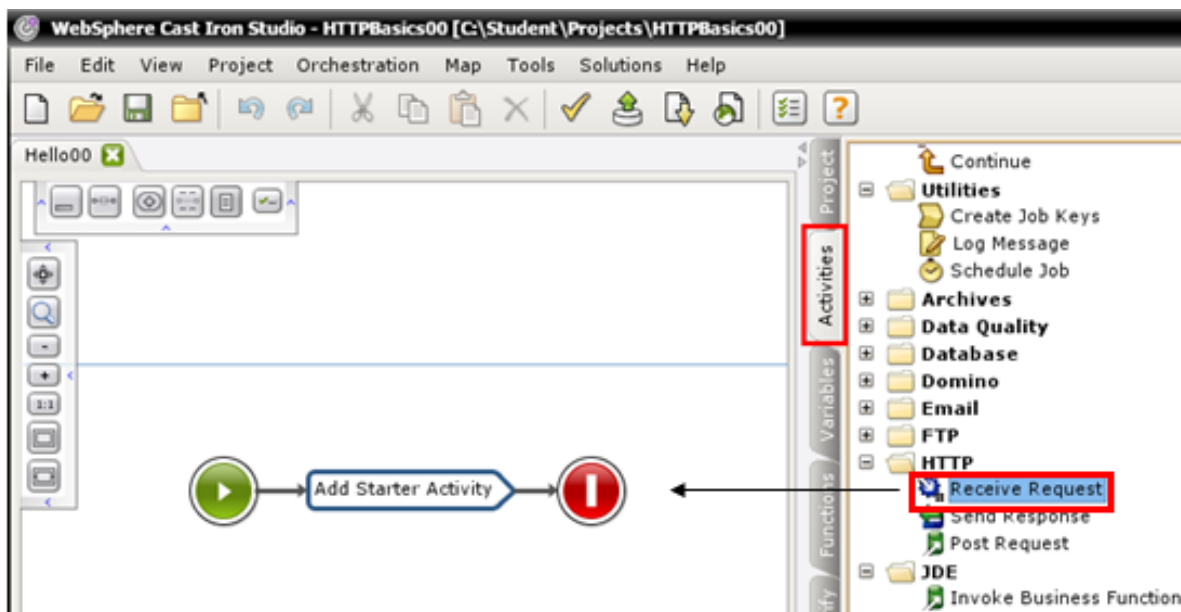 WebSphere Cast Iron Studio - HTTPBasics00 [C:\Student\Projects\HTTPBasics00]
File Edit View Project Orchestration Map Tools Solutions Help
Hello00
Project
Activities
Variables
Functions
Continue
Utilities
Create Job Keys
Log Message
Schedule Job
Archives
Data Quality
Database
Domino
Email
FTP
HTTP
Receive Request
Send Response
Post Request
JDE
Invoke Business Function
1:1
Add Starter Activity